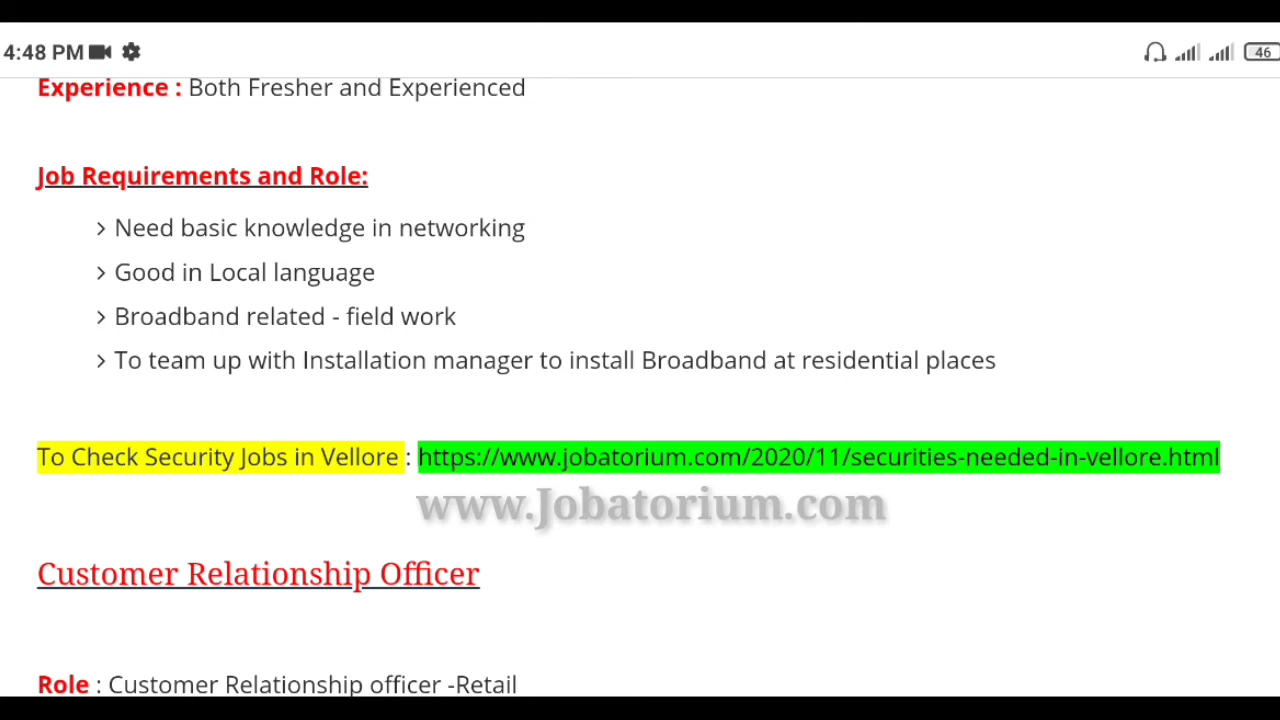 4:48 PM
46
Experience : Both Fresher and Experienced
Job Requirements and Role:
> Need basic knowledge in networking
> Good in Local language
> Broadband related - field work
> To team up with Installation manager to install Broadband at residential places
To Check Security Jobs in Vellore : https://www.jobatorium.com/2020/11/securities-needed-in-vellore.html
www.Jobatorium.com
Customer Relationship Officer
Role : Customer Relationship officer -Retail